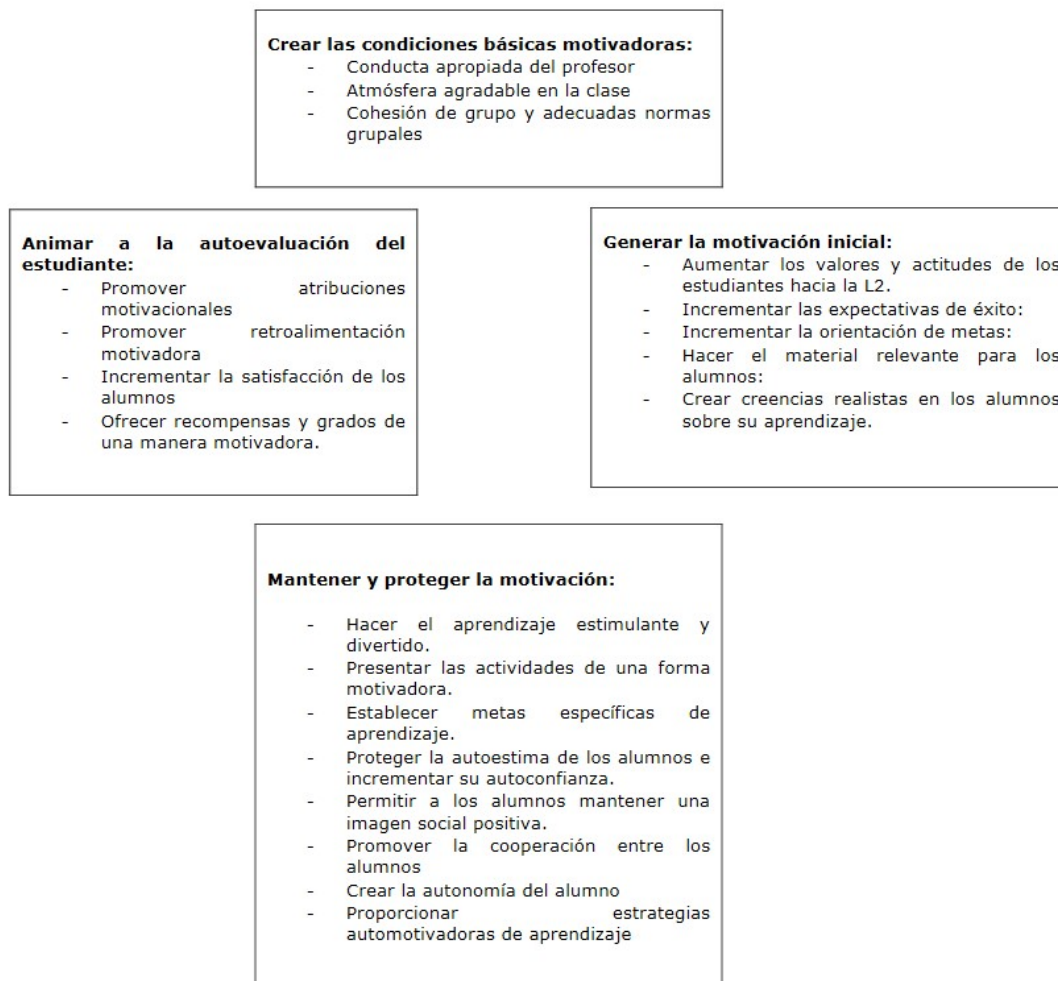 Crear las condiciones básicas motivadoras:
- Conducta apropiada del profesor
- Atmósfera agradable en la clase
- Cohesión de grupo y adecuadas normas
grupales
Animar a la autoevaluación del
estudiante:
- Promover atribuciones
motivacionales
- Promover retroalimentación
motivadora
- Incrementar la satisfacción de los
alumnos
- Ofrecer recompensas y grados de
una manera motivadora.
Generar la motivación inicial:
- Aumentar los valores y actitudes de los
estudiantes hacia la L2.
- Incrementar las expectativas de éxito:
- Incrementar la orientación de metas:
- Hacer el material relevante para los
alumnos:
- Crear creencias realistas en los alumnos
sobre su aprendizaje.
Mantener y proteger la motivación:
- Hacer el aprendizaje estimulante y
divertido.
- Presentar las actividades de una forma
motivadora.
- Establecer metas específicas de
aprendizaje.
- Proteger la autoestima de los alumnos e
incrementar su autoconfianza.
- Permitir a los alumnos mantener una
imagen social positiva.
- Promover la cooperación entre los
alumnos
- Crear la autonomía del alumno
- Proporcionar estrategias
automotivadoras de aprendizaje